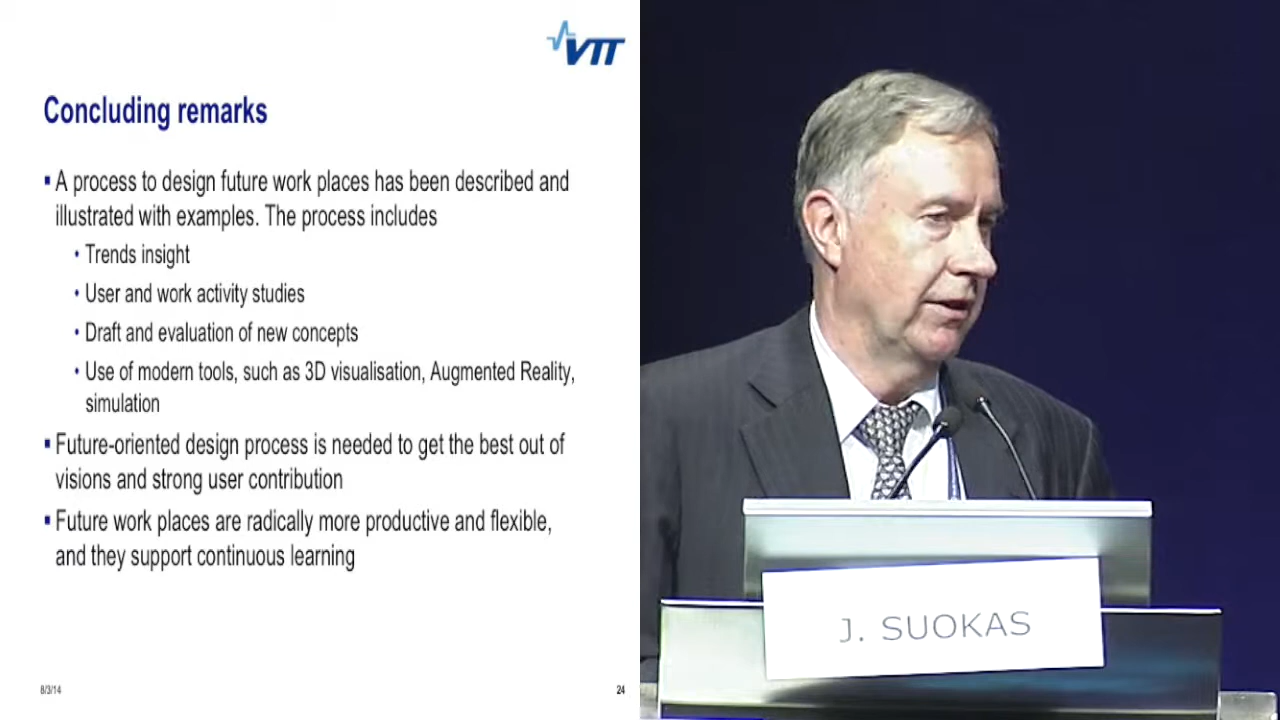 VTT
Concluding remarks
▪ A process to design future work places has been described and
illustrated with examples. The process includes
• Trends insight
• User and work activity studies
• Draft and evaluation of new concepts
• Use of modern tools, such as 3D visualisation, Augmented Reality,
simulation
▪ Future-oriented design process is needed to get the best out of
visions and strong user contribution
▪ Future work places are radically more productive and flexible,
and they support continuous learning
8/3/14
24
J. SUOKAS